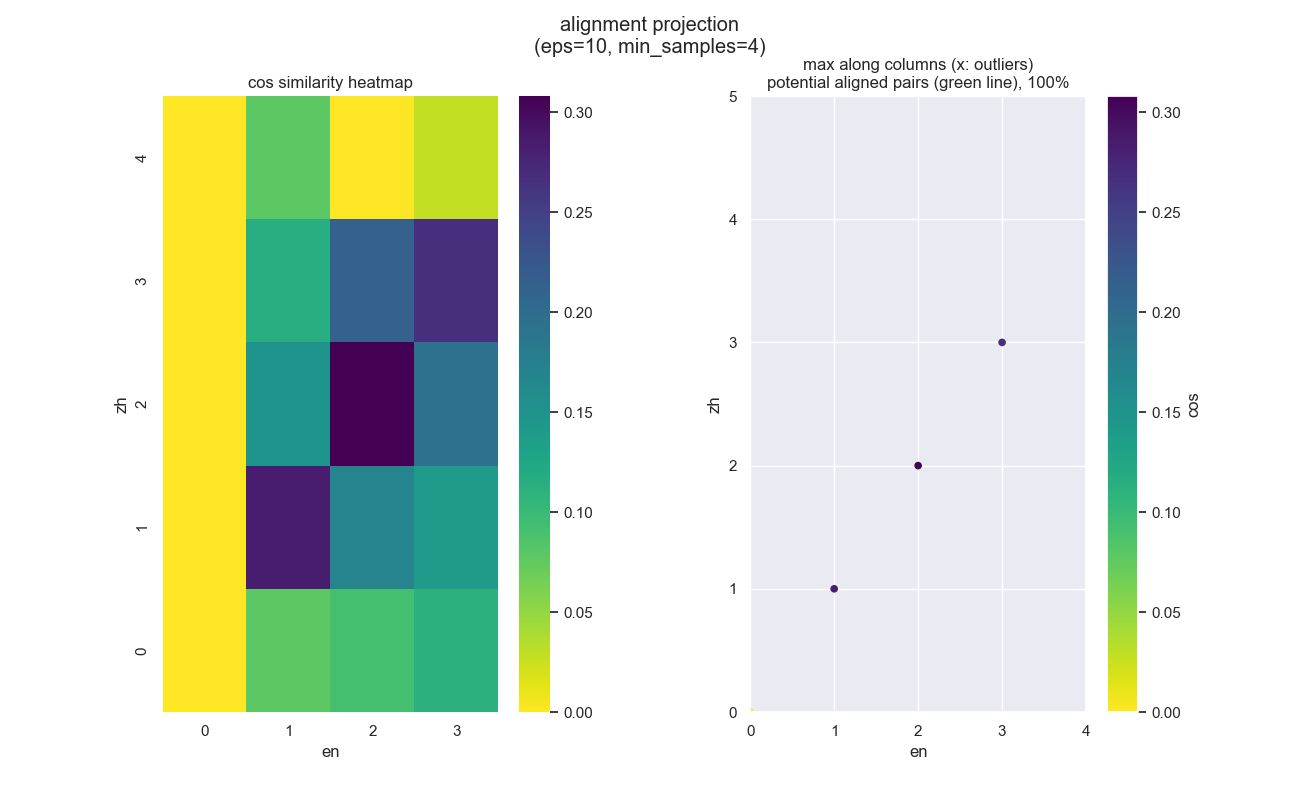 alignment projection
(eps=10, min_samples=4)
cos similarity heatmap
4
3
2
1
0
zh
0 1 2 3
en
0.30
0.25
0.20
0.15
0.10
0.05
0.00
max along columns (x: outliers)
potential aligned pairs (green line), 100%
5
4
3
2
1
0
zh
0 1 2 3 4
en
0.30
0.25
0.20
0.15
0.10
0.05
0.00
cos